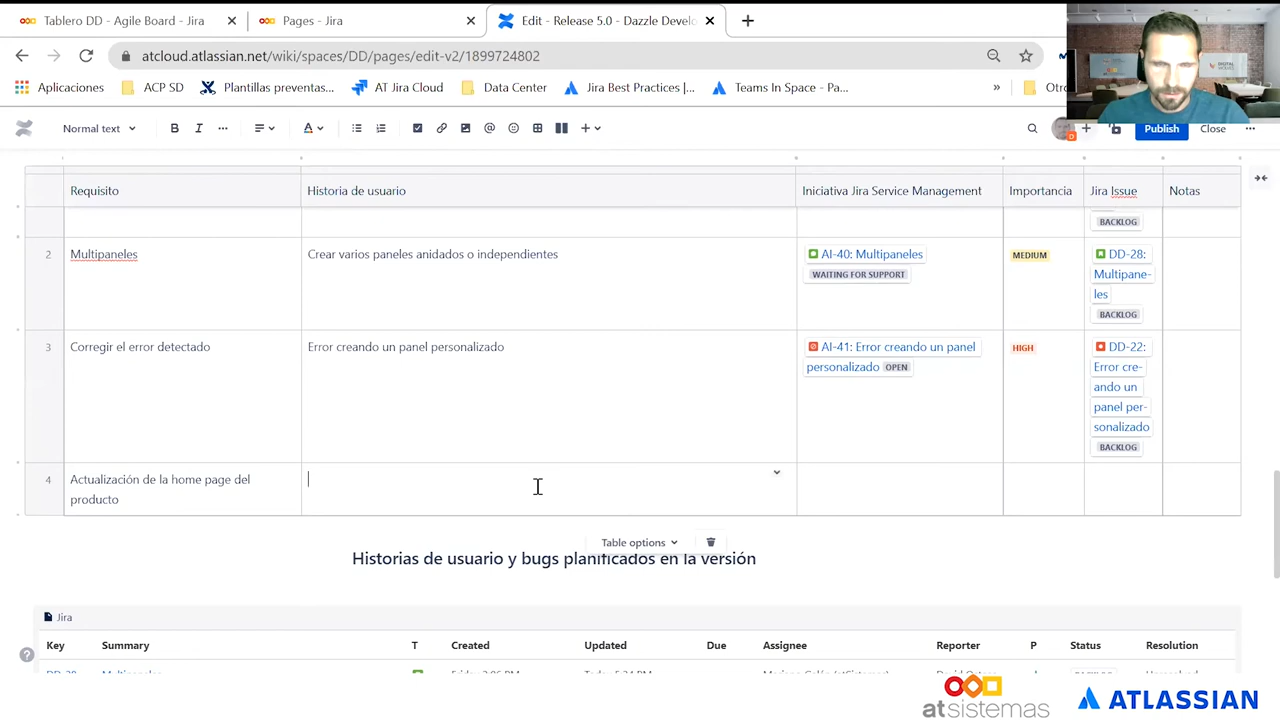 Tablero DD - Agile Board - Jira
Pages - Jira
Edit - Release 5.0 - Dazzle Devel
atcloud.atlassian.net/wiki/spaces/DD/pages/edit-v2/1899724802
Aplicaciones
ACP SD
Plantillas preventas...
AT Jira Cloud
Data Center
Jira Best Practices |...
Teams In Space - Pa...
»
Otro
Normal text
Publish
Close
Requisito
Historia de usuario
Iniciativa Jira Service Management
Importancia
Jira Issue
Notas
BACKLOG
2
Multipaneles
Crear varios paneles anidados o independientes
AI-40: Multipaneles
WAITING FOR SUPPORT
MEDIUM
DD-28:
Multipane-
les
BACKLOG
3
Corregir el error detectado
Error creando un panel personalizado
AI-41: Error creando un panel
personalizado OPEN
HIGH
DD-22:
Error cre-
ando un
panel per-
sonalizado
BACKLOG
4
Actualización de la home page del
producto
Table options
Historias de usuario y bugs planificados en la versión
Jira
Key
Summary
T
Created
Updated
Due
Assignee
Reporter
P
Status
Resolution
atsistemas
ATLASSIAN